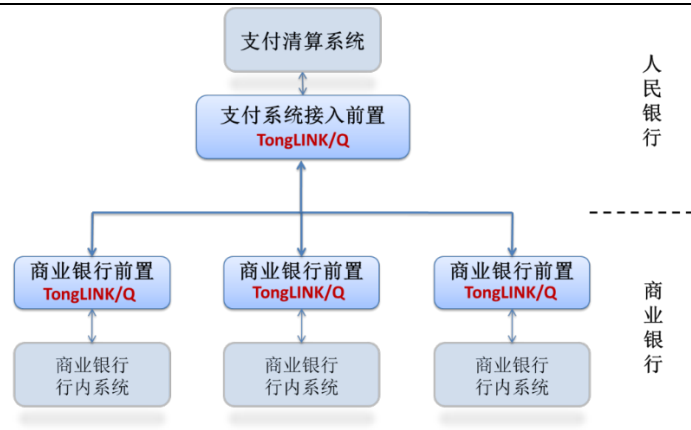 支付清算系统
支付系统接入前置
TongLINK/Q
人民银行
商业银行前置
TongLINK/Q
商业银行前置
TongLINK/Q
商业银行前置
TongLINK/Q
商业银行
行内系统
商业银行
行内系统
商业银行
行内系统
商业银行